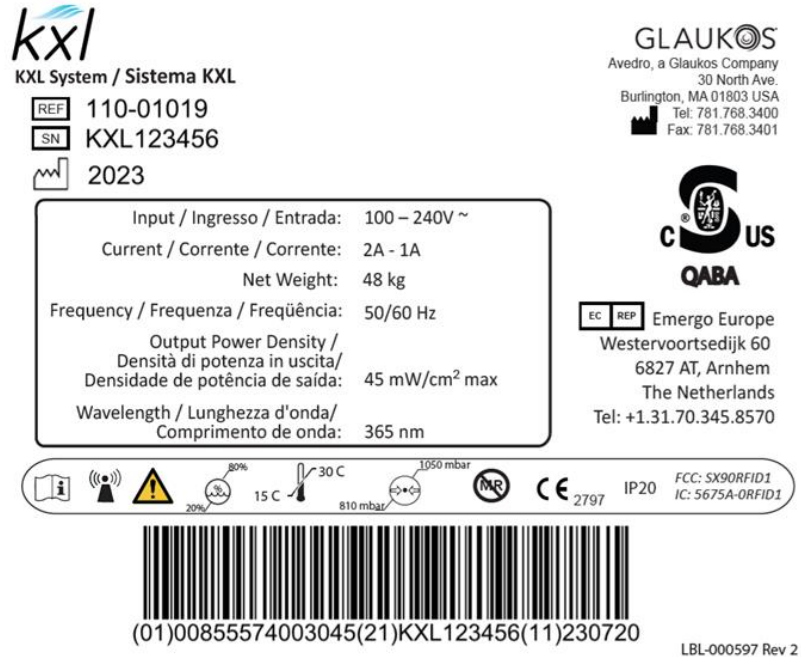 kxl
KXL System / Sistema KXL
REF 110-01019
SN KXL123456
2023
GLAUKOS
Avedro, a Glaukos Company
30 North Ave.
Burlington, MA 01803 USA
Tel: 781.768.3400
Fax: 781.768.3401
Input / Ingresso / Entrada: 100 – 240V ~
Current / Corrente / Corrente: 2A - 1A
Net Weight: 48 kg
Frequency / Frequenza / Freqüência: 50/60 Hz
Output Power Density /
Densità di potenza in uscita/
Densidade de potência de saída: 45 mW/cm² max
Wavelength / Lunghezza d'onda/
Comprimento de onda: 365 nm
® C US
QABA
EC REP Emergo Europe
Westervoortsedijk 60
6827 AT, Arnhem
The Netherlands
Tel: +1.31.70.345.8570
i 20% % 80% 15 C 30 C 810 mbar 1050 mbar MR CE 2797 IP20 FCC: SX90RFID1
IC: 5675A-0RFID1
(01)00855574003045(21)KXL123456(11)230720
LBL-000597 Rev 2